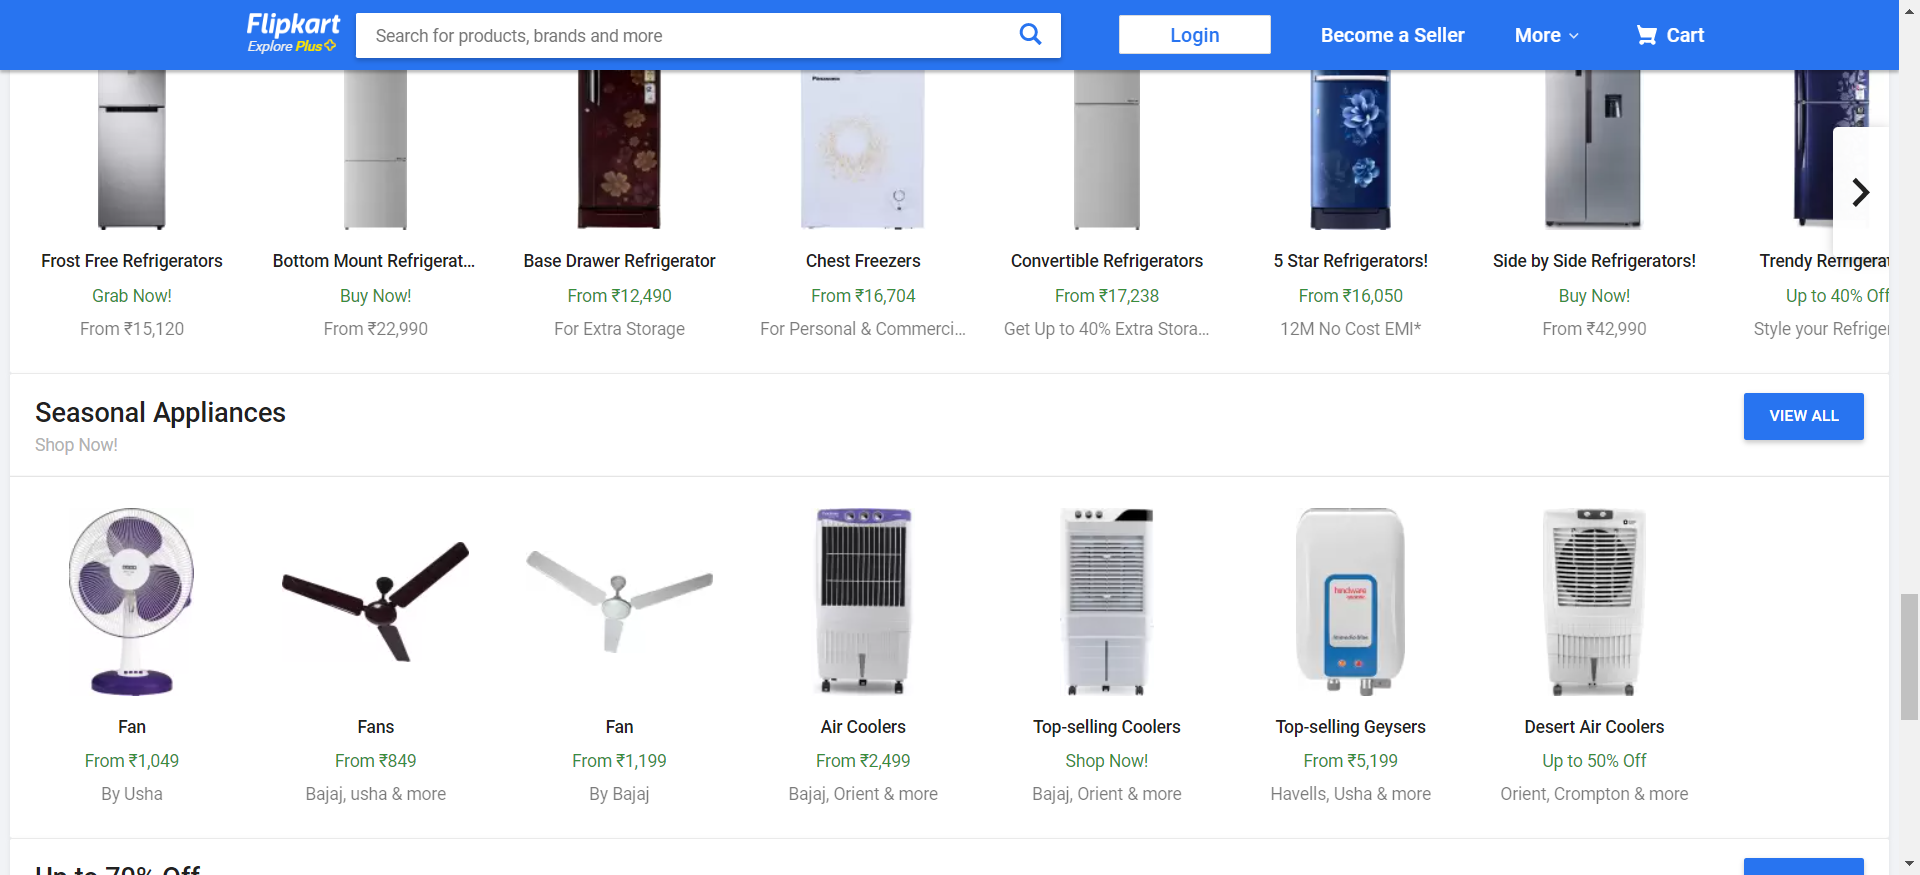 Flipkart
Explore Plus
Search for products, brands and more
Login
Become a Seller
More
Cart
Panasonic
Frost Free Refrigerators
Bottom Mount Refrigerat...
Base Drawer Refrigerator
Chest Freezers
Convertible Refrigerators
5 Star Refrigerators!
Side by Side Refrigerators!
Trendy Refrigerat
Grab Now!
Buy Now!
From ₹12,490
From ₹16,704
From ₹17,238
From ₹16,050
Buy Now!
Up to 40% Off
From ₹15,120
From ₹22,990
For Extra Storage
For Personal & Commerci...
Get Up to 40% Extra Stora...
12M No Cost EMI*
From ₹42,990
Style your Refriger
Seasonal Appliances
VIEW ALL
Shop Now!
hindware
Fan
Fans
Fan
Air Coolers
Top-selling Coolers
Top-selling Geysers
Desert Air Coolers
From ₹1,049
From ₹849
From ₹1,199
From ₹2,499
Shop Now!
From ₹5,199
Up to 50% Off
By Usha
Bajaj, usha & more
By Bajaj
Bajaj, Orient & more
Bajaj, Orient & more
Havells, Usha & more
Orient, Crompton & more
Up to 70% Off